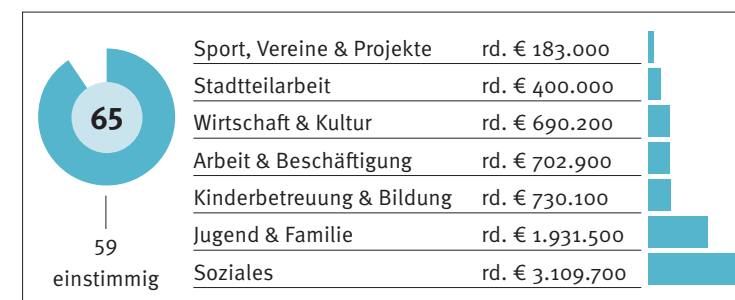 65
59
einstimmig
Sport, Vereine & Projekte rd. € 183.000
Stadtteilarbeit rd. € 400.000
Wirtschaft & Kultur rd. € 690.200
Arbeit & Beschäftigung rd. € 702.900
Kinderbetreuung & Bildung rd. € 730.100
Jugend & Familie rd. € 1.931.500
Soziales rd. € 3.109.700